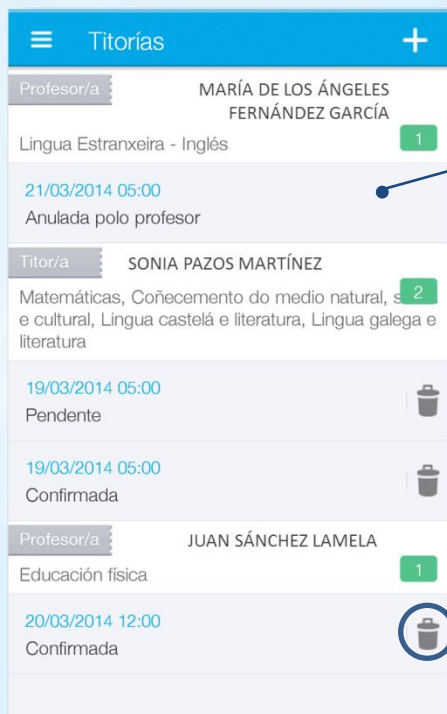 Titorías
Profesor/a
MARÍA DE LOS ÁNGELES
FERNÁNDEZ GARCÍA
Lingua Estranxeira - Inglés
1
21/03/2014 05:00
Anulada polo profesor
Titor/a
SONIA PAZOS MARTÍNEZ
Matemáticas, Coñecemento do medio natural,
2
e cultural, Lingua castelá e literatura, Lingua galega e
literatura
19/03/2014 05:00
Pendente
19/03/2014 05:00
Confirmada
Profesor/a
JUAN SÁNCHEZ LAMELA
Educación física
1
20/03/2014 12:00
Confirmada